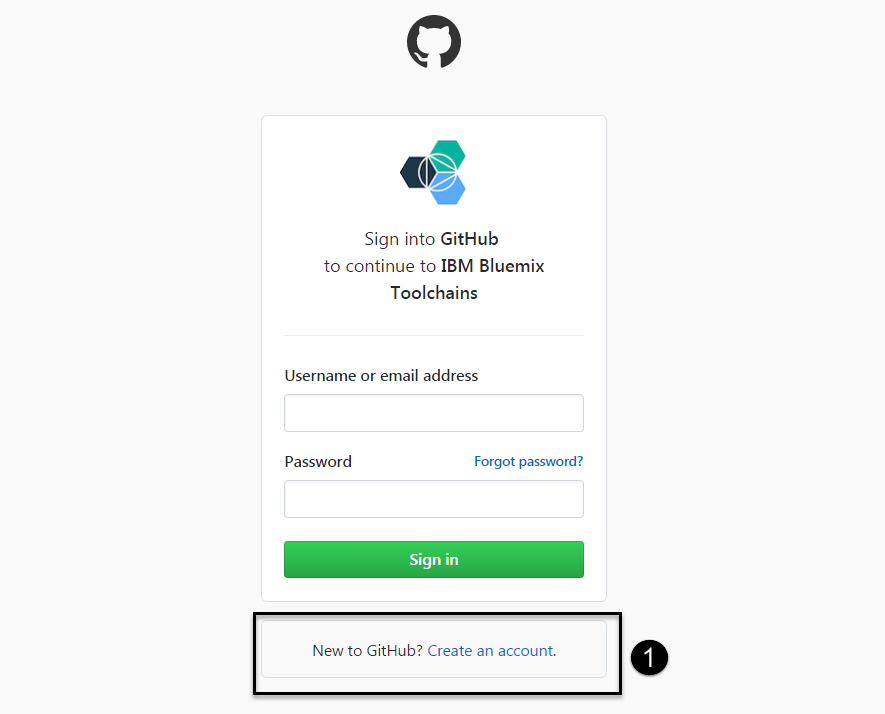 Sign into GitHub
to continue to IBM Bluemix
Toolchains
Username or email address
Password Forgot password?
Sign in
New to GitHub? Create an account.
1